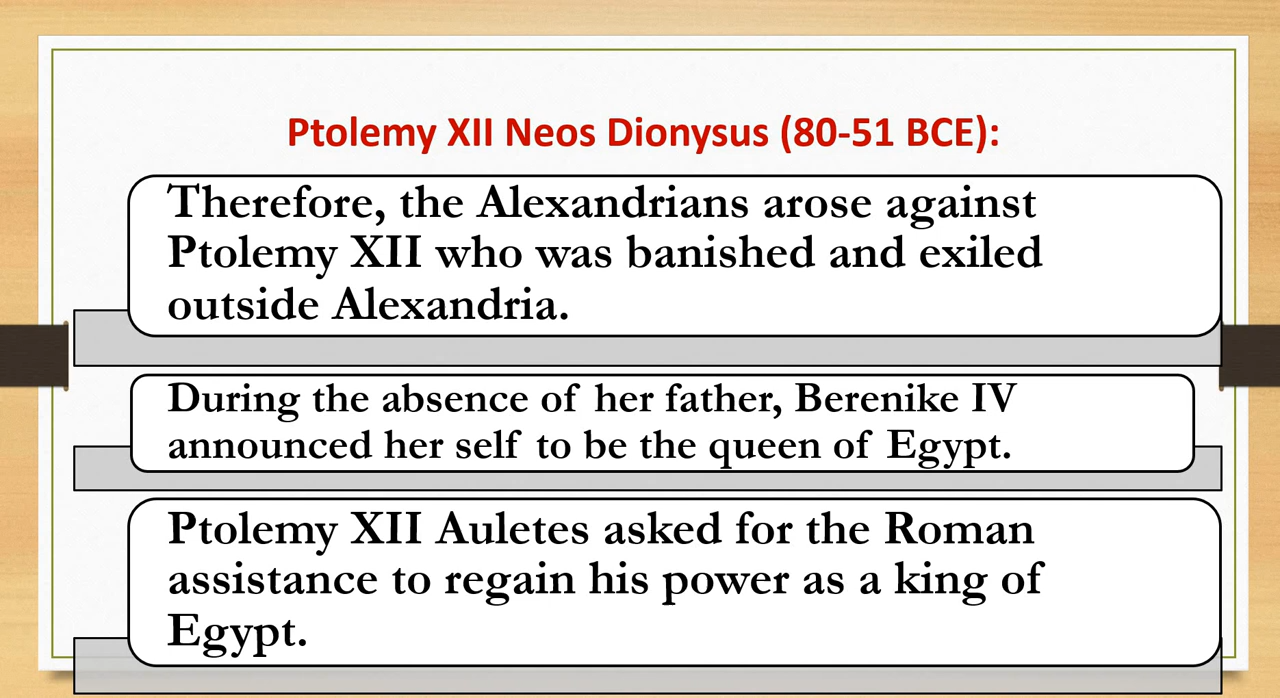 Ptolemy XII Neos Dionysus (80-51 BCE):
Therefore, the Alexandrians arose against
Ptolemy XII who was banished and exiled
outside Alexandria.
During the absence of her father, Berenike IV
announced her self to be the queen of Egypt.
Ptolemy XII Auletes asked for the Roman
assistance to regain his power as a king of
Egypt.